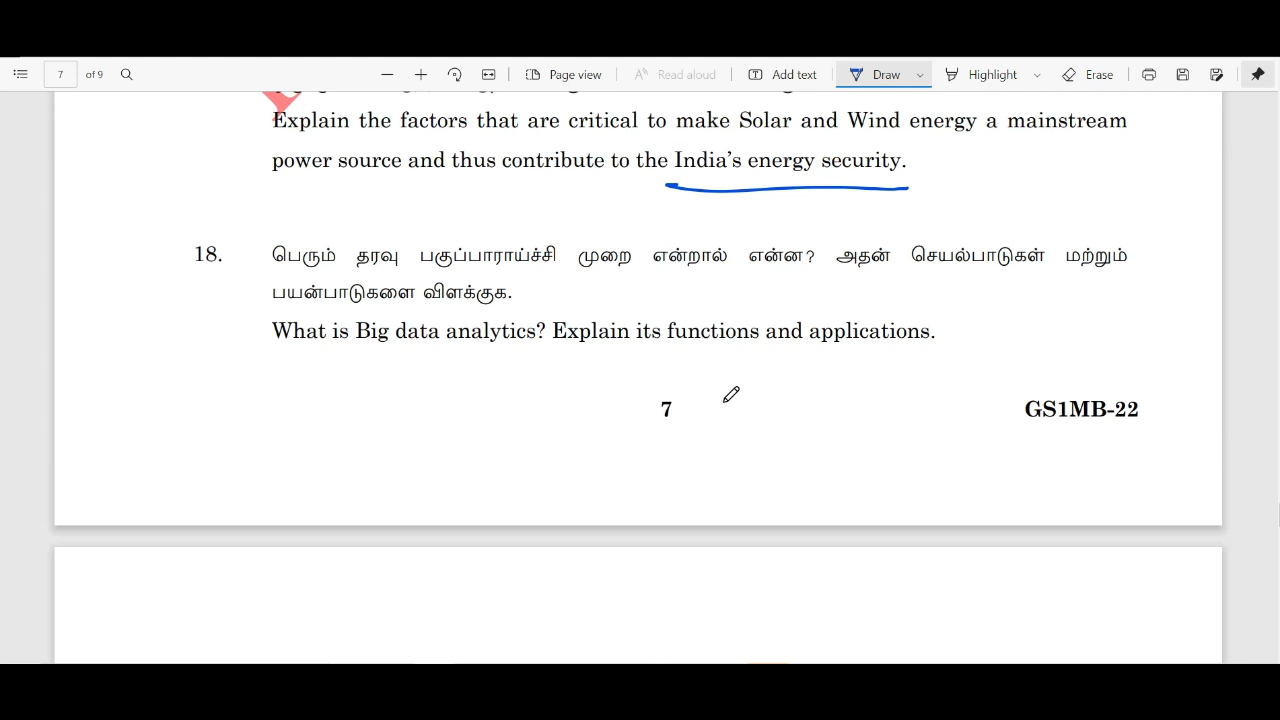 7 of 9 Page view Read aloud Add text Draw Highlight Erase
Explain the factors that are critical to make Solar and Wind energy a mainstream
power source and thus contribute to the India’s energy security.
18. பெரும் தரவு பகுப்பாராய்ச்சி முறை என்றால் என்ன? அதன் செயல்பாடுகள் மற்றும்
பயன்பாடுகளை விளக்குக.
What is Big data analytics? Explain its functions and applications.
7 GS1MB-22